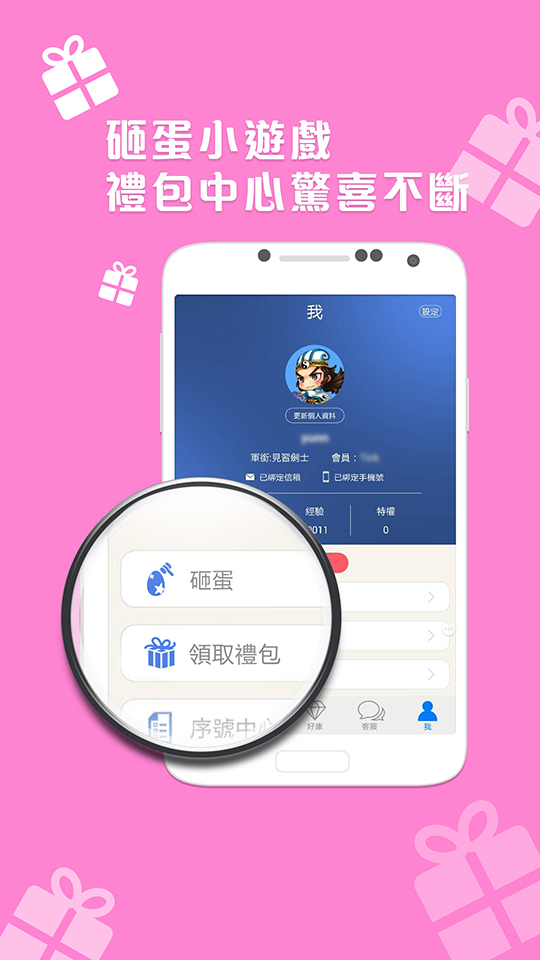 砸蛋小遊戲
禮包中心驚喜不斷
我
設定
更新個人資料
軍銜:見習劍士 會員:
已綁定信箱 已綁定手機號
經驗 特權
0011 0
砸蛋
領取禮包
序號中心
好康 客服 我